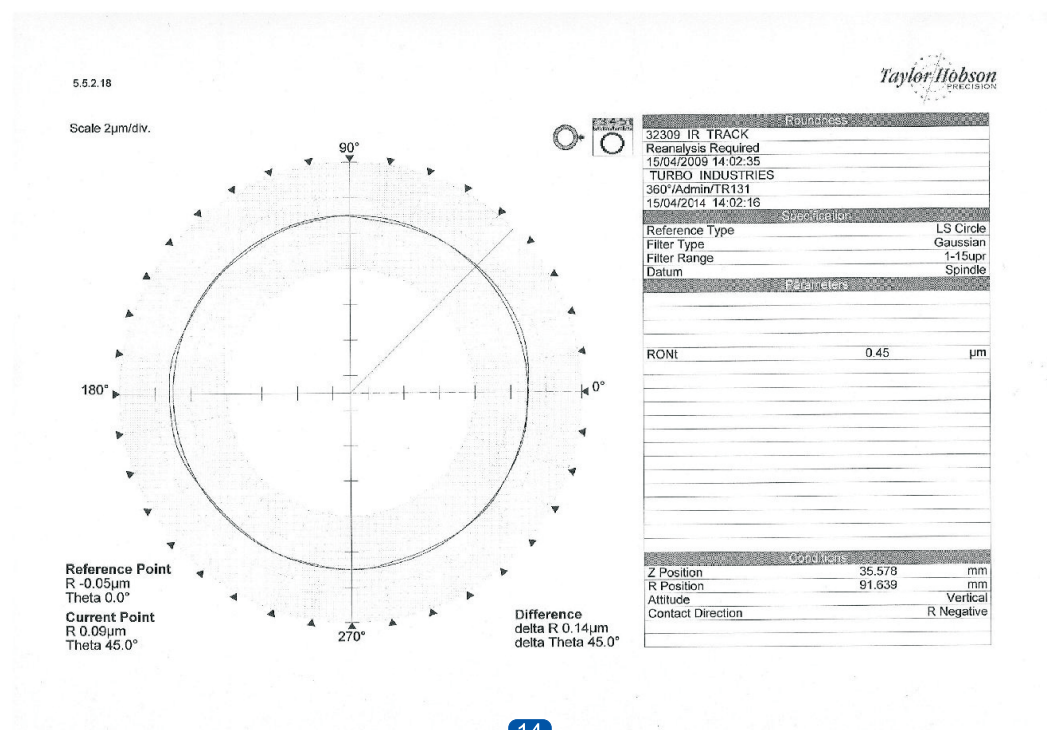 5.5.2.18
Taylor Hobson
PRECISION
Scale 2µm/div.
90°
180°
0°
270°
Reference Point
R -0.05µm
Theta 0.0°
Current Point
R 0.09µm
Theta 45.0°
Difference
delta R 0.14µm
delta Theta 45.0°
Roundness
32309 IR TRACK
Reanalysis Required
15/04/2009 14:02:35
TURBO INDUSTRIES
360°/Admin/TR131
15/04/2014 14:02:16
Specification
Reference Type LS Circle
Filter Type Gaussian
Filter Range 1-15upr
Datum Spindle
Parameters
RONt 0.45 µm
Conditions
Z Position 35.578 mm
R Position 91.639 mm
Attitude Vertical
Contact Direction R Negative
14